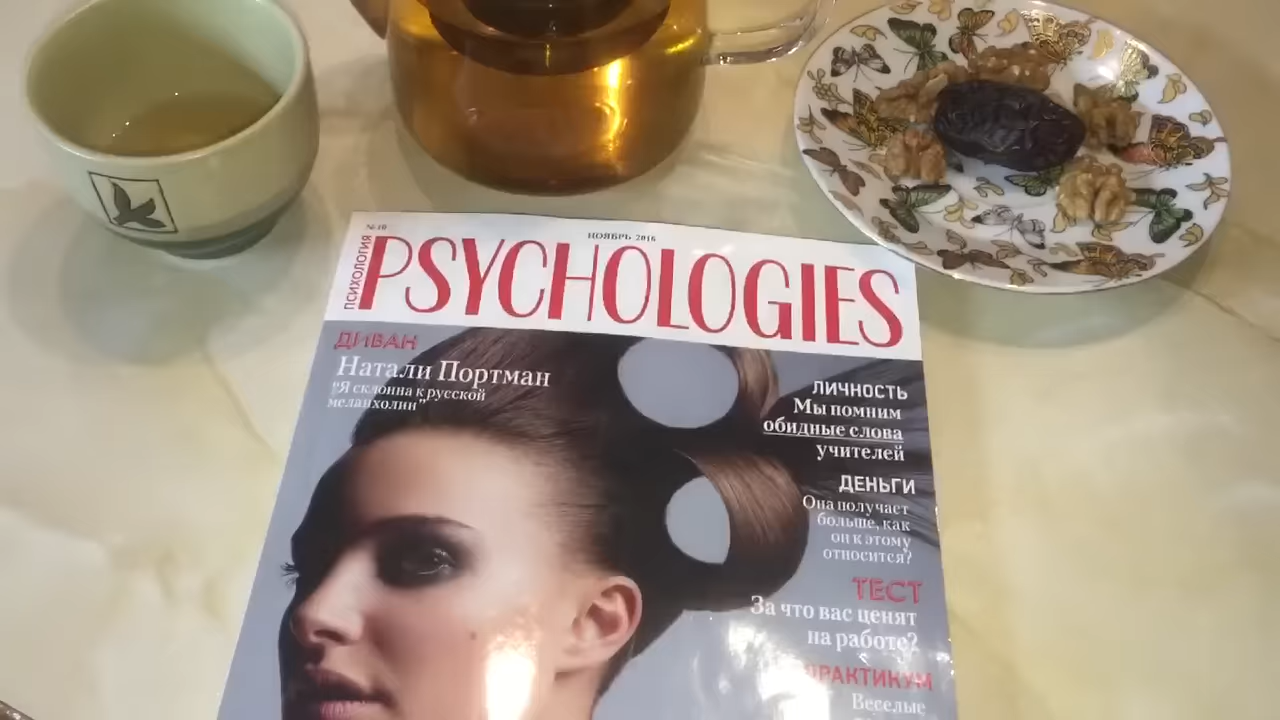 №10
НОЯБРЬ 2016
ПСИХОЛОГИЯ
PSYCHOLOGIES
ДИВАН
Натали Портман
"Я склонна к русской
меланхолии"
ЛИЧНОСТЬ
Мы помним
обидные слова
учителей
ДЕНЬГИ
Она получает
больше, как
он к этому
относится?
ТЕСТ
За что вас ценят
на работе?
ПРАКТИКУМ
Веселые